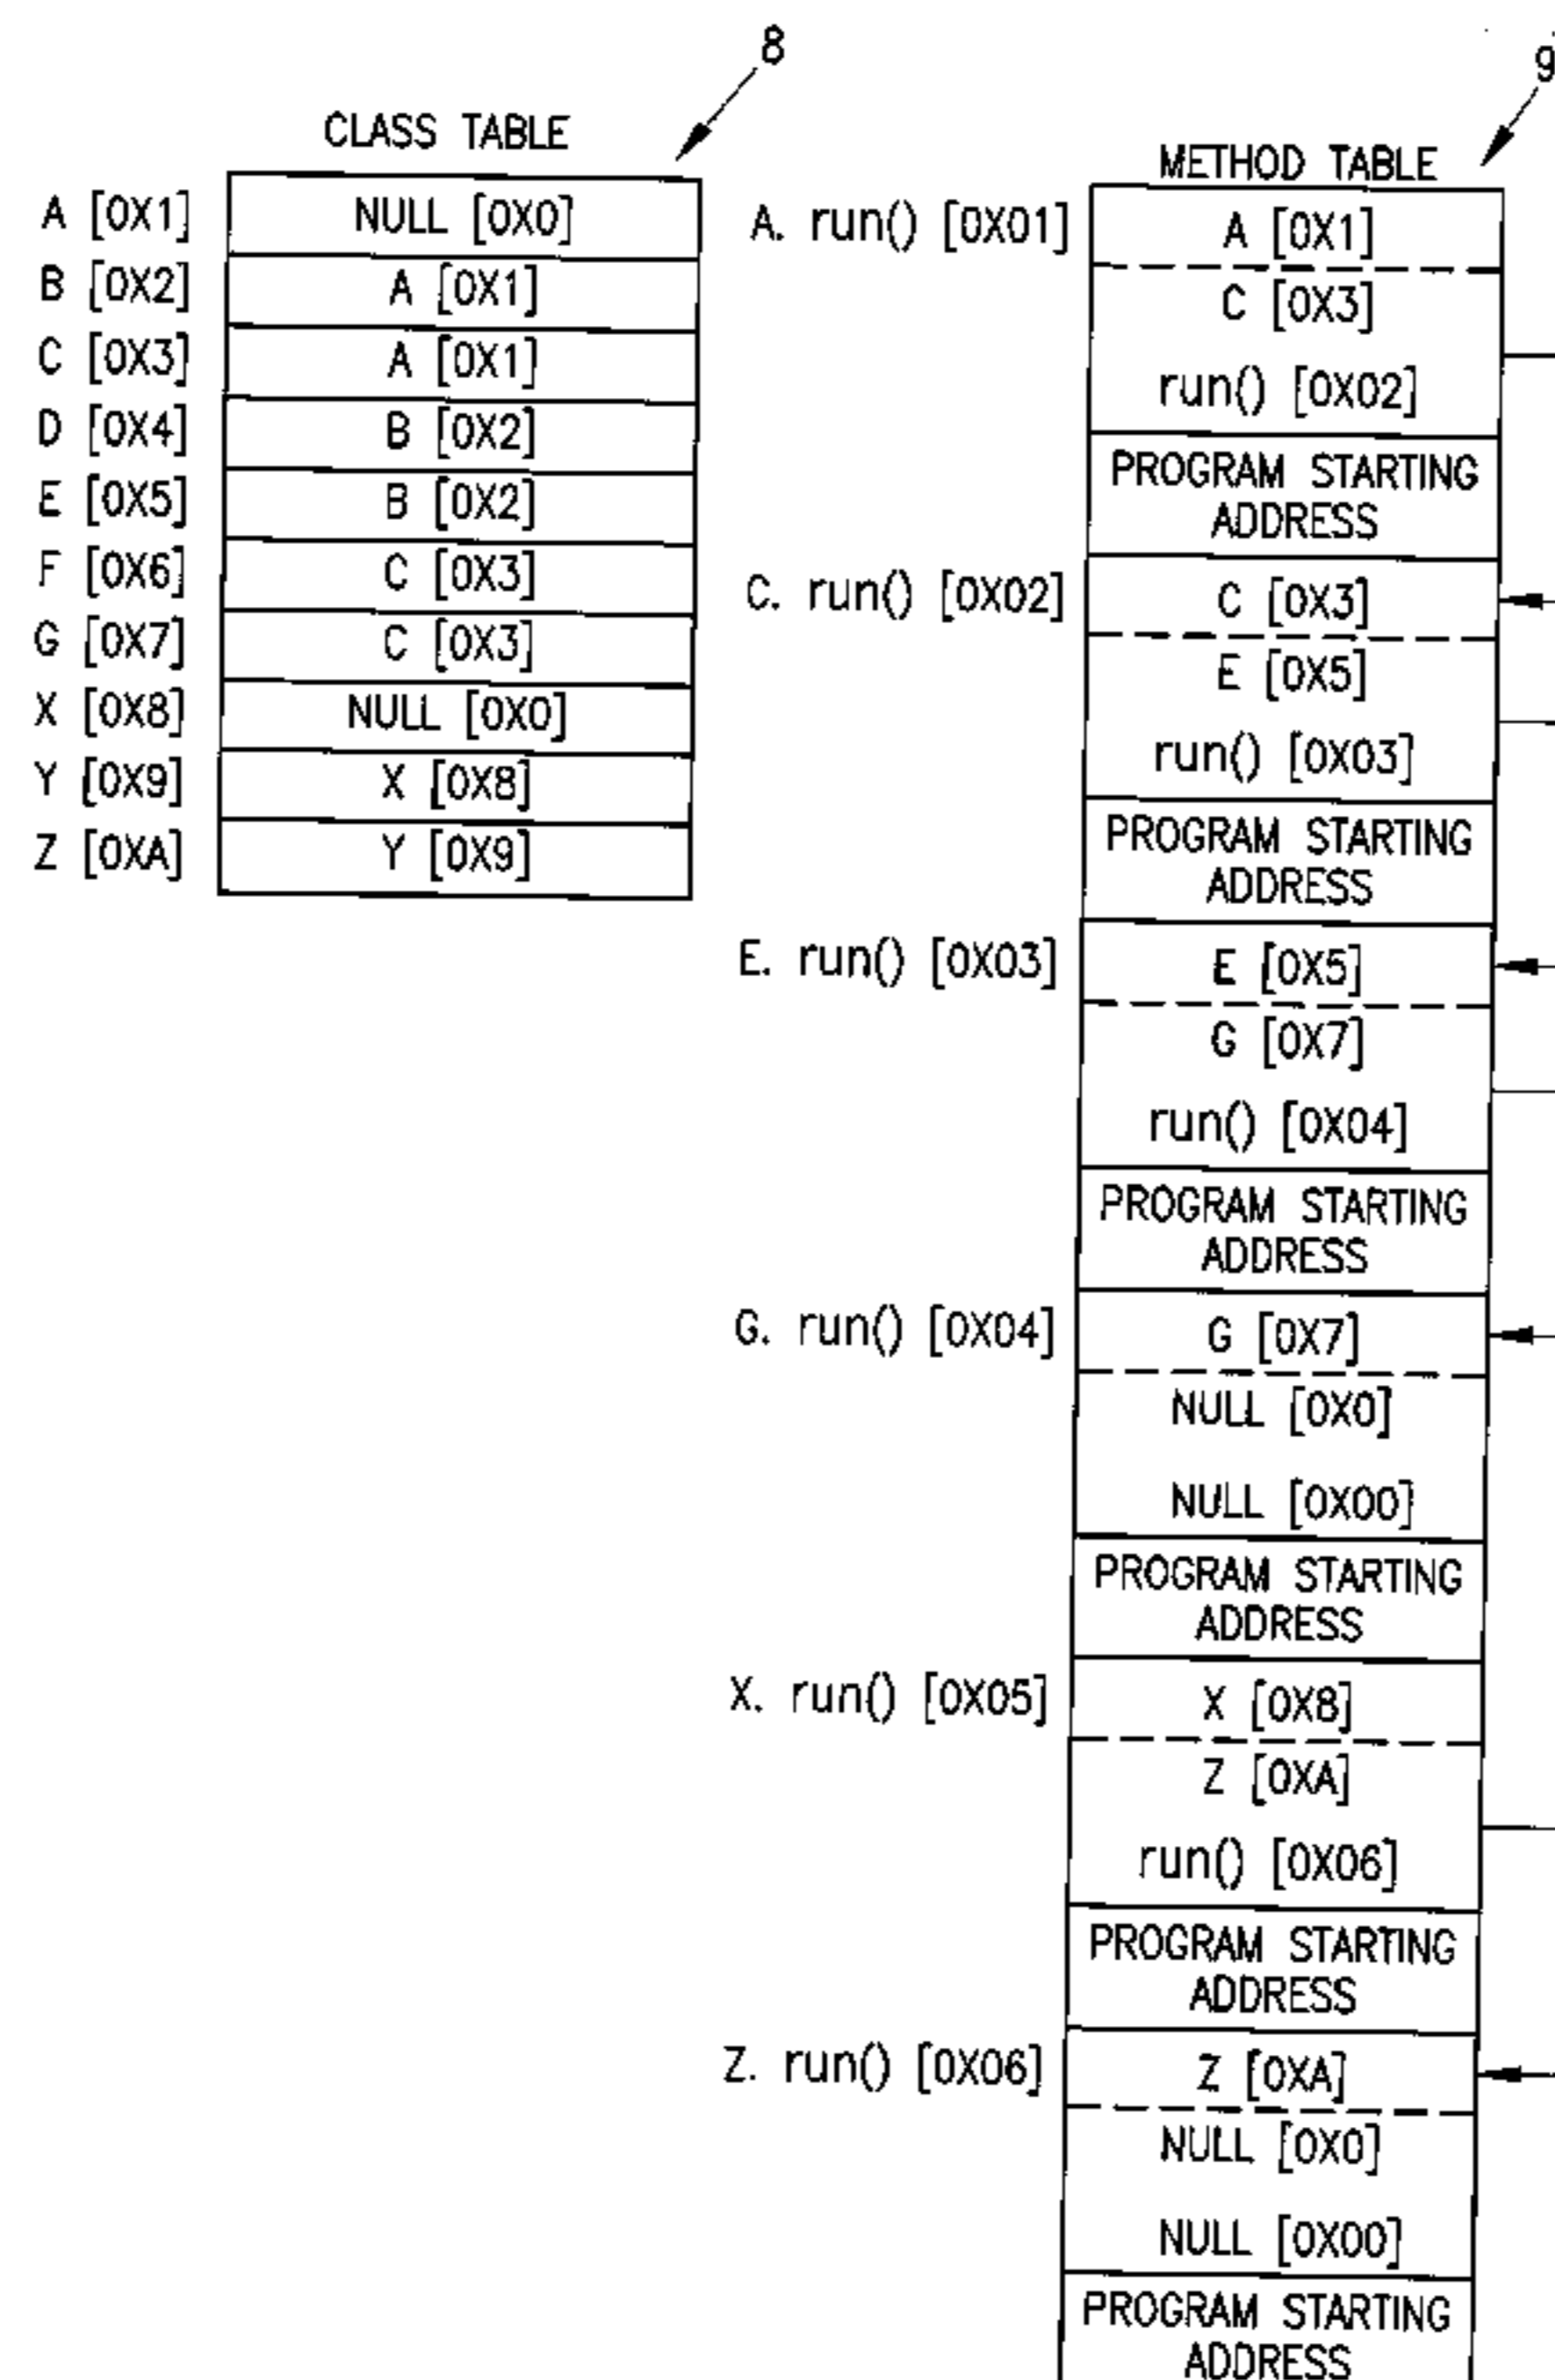 8
CLASS TABLE
A [0X1] NULL [0X0]
B [0X2] A [0X1]
C [0X3] A [0X1]
D [0X4] B [0X2]
E [0X5] B [0X2]
F [0X6] C [0X3]
G [0X7] C [0X3]
X [0X8] NULL [0X0]
Y [0X9] X [0X8]
Z [0XA] Y [0X9]
9
METHOD TABLE
A. run() [0X01] A [0X1]
C [0X3]
run() [0X02]
PROGRAM STARTING
ADDRESS
C. run() [0X02] C [0X3]
E [0X5]
run() [0X03]
PROGRAM STARTING
ADDRESS
E. run() [0X03] E [0X5]
G [0X7]
run() [0X04]
PROGRAM STARTING
ADDRESS
G. run() [0X04] G [0X7]
NULL [0X0]
NULL [0X00]
PROGRAM STARTING
ADDRESS
X. run() [0X05] X [0X8]
Z [0XA]
run() [0X06]
PROGRAM STARTING
ADDRESS
Z. run() [0X06] Z [0XA]
NULL [0X0]
NULL [0X00]
PROGRAM STARTING
ADDRESS